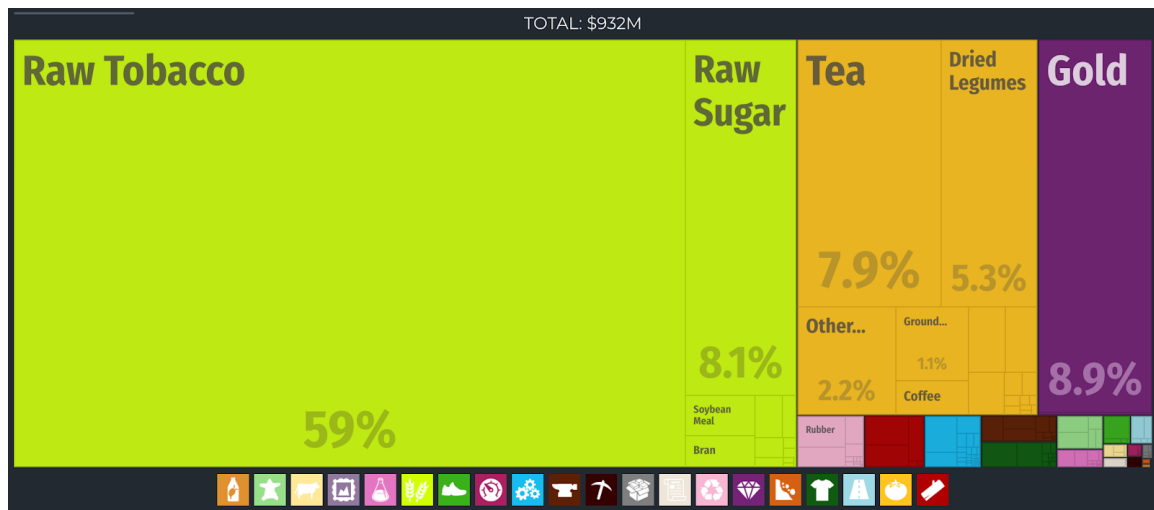 TOTAL: $932M
Raw Tobacco
59%
Raw
Sugar
8.1%
Soybean
Meal
Bran
Tea
7.9%
Dried
Legumes
5.3%
Other...
2.2%
Ground...
1.1%
Coffee
Gold
8.9%
Rubber